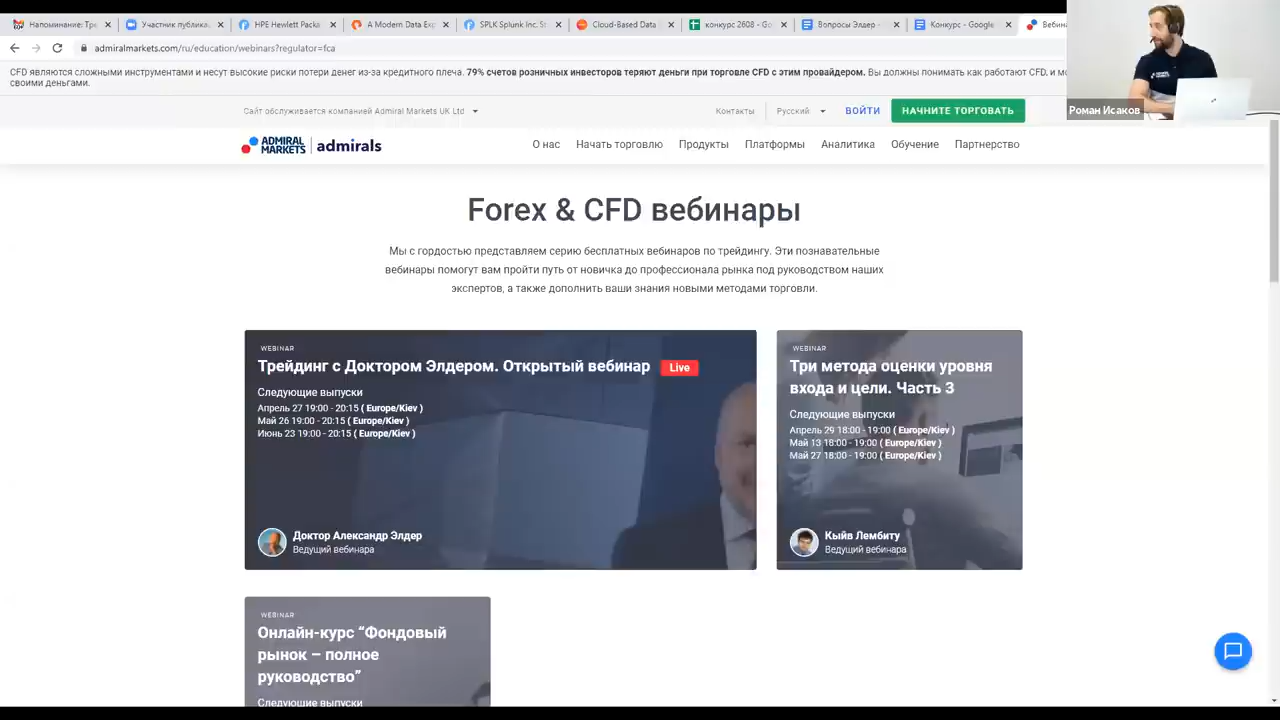 Напоминание: Тре
Участник публикац.
HPE Hewlett Packa
A Modern Data Exp
SPLK Splunk Inc. St
Cloud-Based Data
конкурс 2608 - Go
Вопросы Элдер -
Конкурс - Google
Вебин
admiralmarkets.com/ru/education/webinars?regulator=fca
CFD являются сложными инструментами и несут высокие риски потери денег из-за кредитного плеча. 79% счетов розничных инвесторов теряют деньги при торговле CFD с этим провайдером. Вы должны понимать как работают CFD, и мо
своими деньгами.
Роман Исаков
Сайт обслуживается компанией Admiral Markets UK Ltd
Контакты
Русский
ВОЙТИ
НАЧНИТЕ ТОРГОВАТЬ
ADMIRAL MARKETS
admirals
О нас
Начать торговлю
Продукты
Платформы
Аналитика
Обучение
Партнерство
Forex & CFD вебинары
Мы с гордостью представляем серию бесплатных вебинаров по трейдингу. Эти познавательные
вебинары помогут вам пройти путь от новичка до профессионала рынка под руководством наших
экспертов, а также дополнить ваши знания новыми методами торговли.
WEBINAR
Трейдинг с Доктором Элдером. Открытый вебинар Live
Следующие выпуски
Апрель 27 19:00 - 20:15 ( Europe/Kiev )
Май 26 19:00 - 20:15 ( Europe/Kiev )
Июнь 23 19:00 - 20:15 ( Europe/Kiev )
Доктор Александр Элдер
Ведущий вебинара
WEBINAR
Три метода оценки уровня
входа и цели. Часть 3
Следующие выпуски
Апрель 29 18:00 - 19:00 ( Europe/Kiev )
Май 13 18:00 - 19:00 ( Europe/Kiev )
Май 27 18:00 - 19:00 ( Europe/Kiev )
Кыйв Лембиту
Ведущий вебинара
WEBINAR
Онлайн-курс “Фондовый
рынок – полное
руководство”
Следующие выпуски